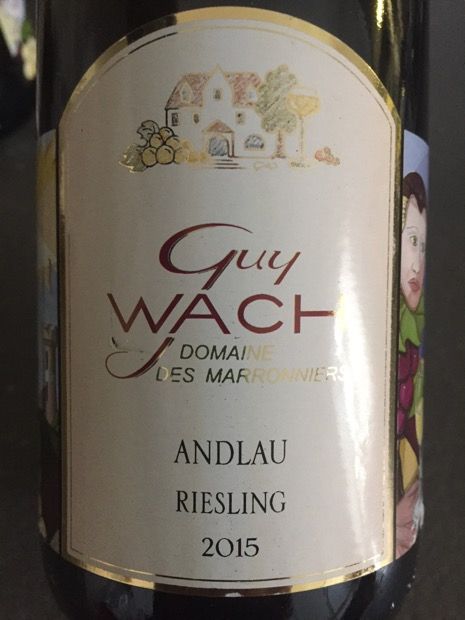 Guy
WACH
DOMAINE
DES MARRONNIERS
ANDLAU
RIESLING
2015